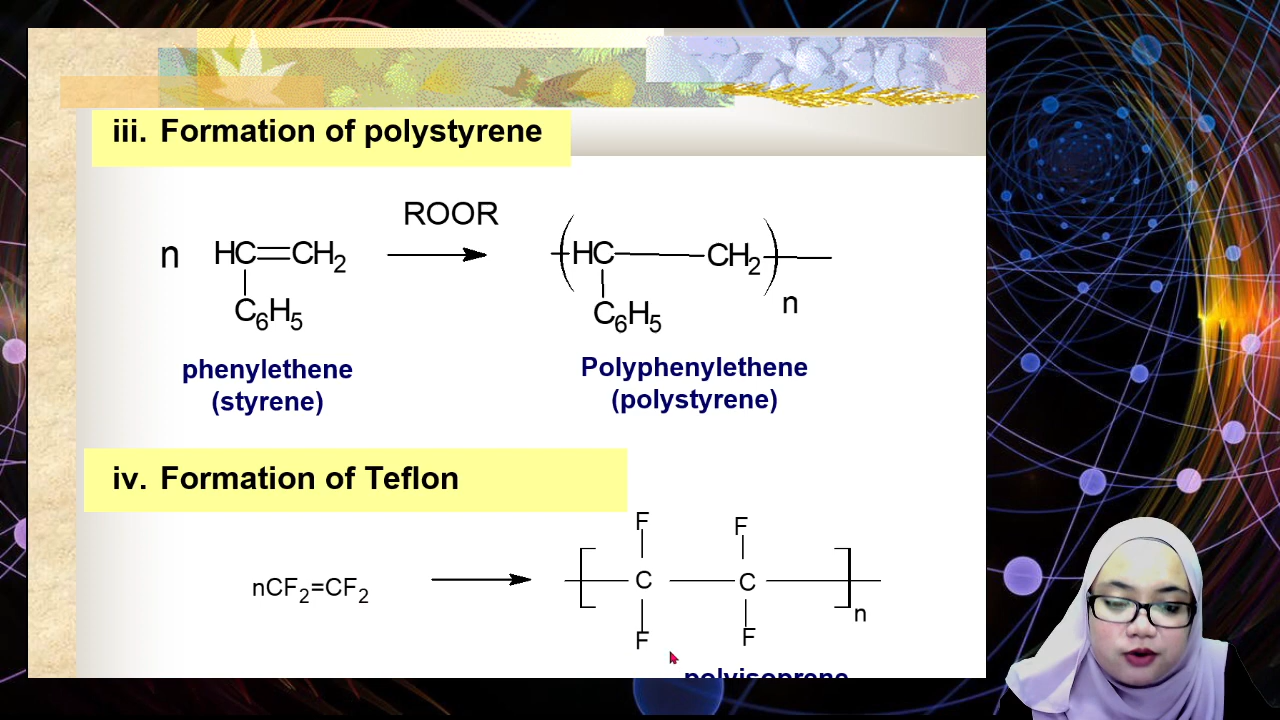 iii. Formation of polystyrene
ROOR
n HC=CH2 (HC—CH2)n
C6H5 C6H5
phenylethene Polyphenylethene
(styrene) (polystyrene)
iv. Formation of Teflon
F F
nCF2=CF2 [C C]n
F F
polyisoprene